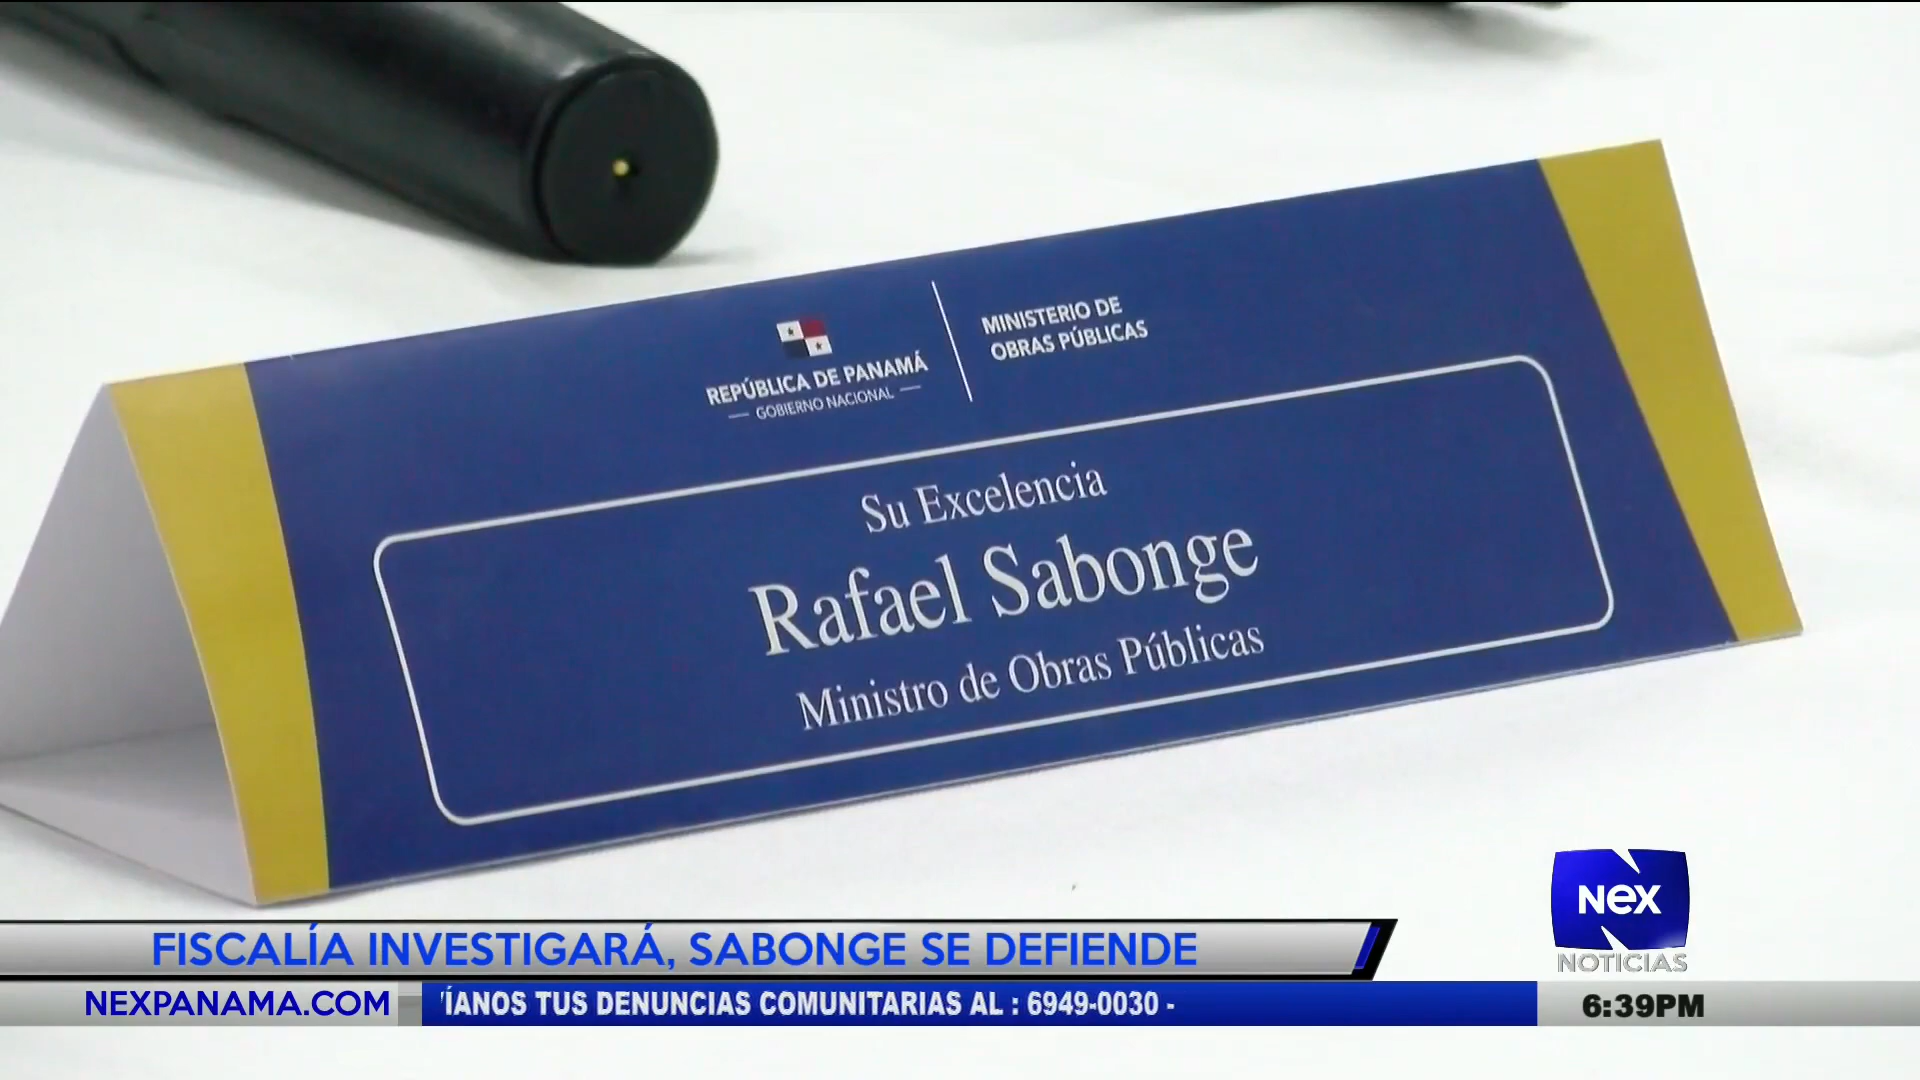 REPÚBLICA DE PANAMÁ
— GOBIERNO NACIONAL —
MINISTERIO DE
OBRAS PÚBLICAS
Su Excelencia
Rafael Sabonge
Ministro de Obras Públicas
nex
NOTICIAS
FISCALÍA INVESTIGARÁ, SABONGE SE DEFIENDE
NEXPANAMA.COM
ÍANOS TUS DENUNCIAS COMUNITARIAS AL : 6949-0030 -
6:39PM